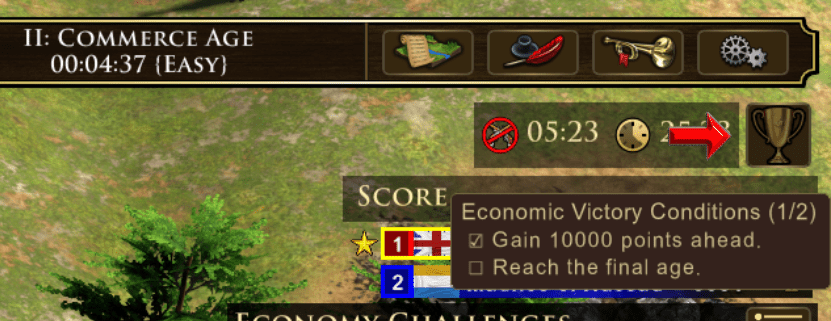 II: Commerce Age
00:04:37 {Easy}
05:23
Score
Economic Victory Conditions (1/2)
☑ Gain 10000 points ahead.
☐ Reach the final age.
1
2
Economy Challenges